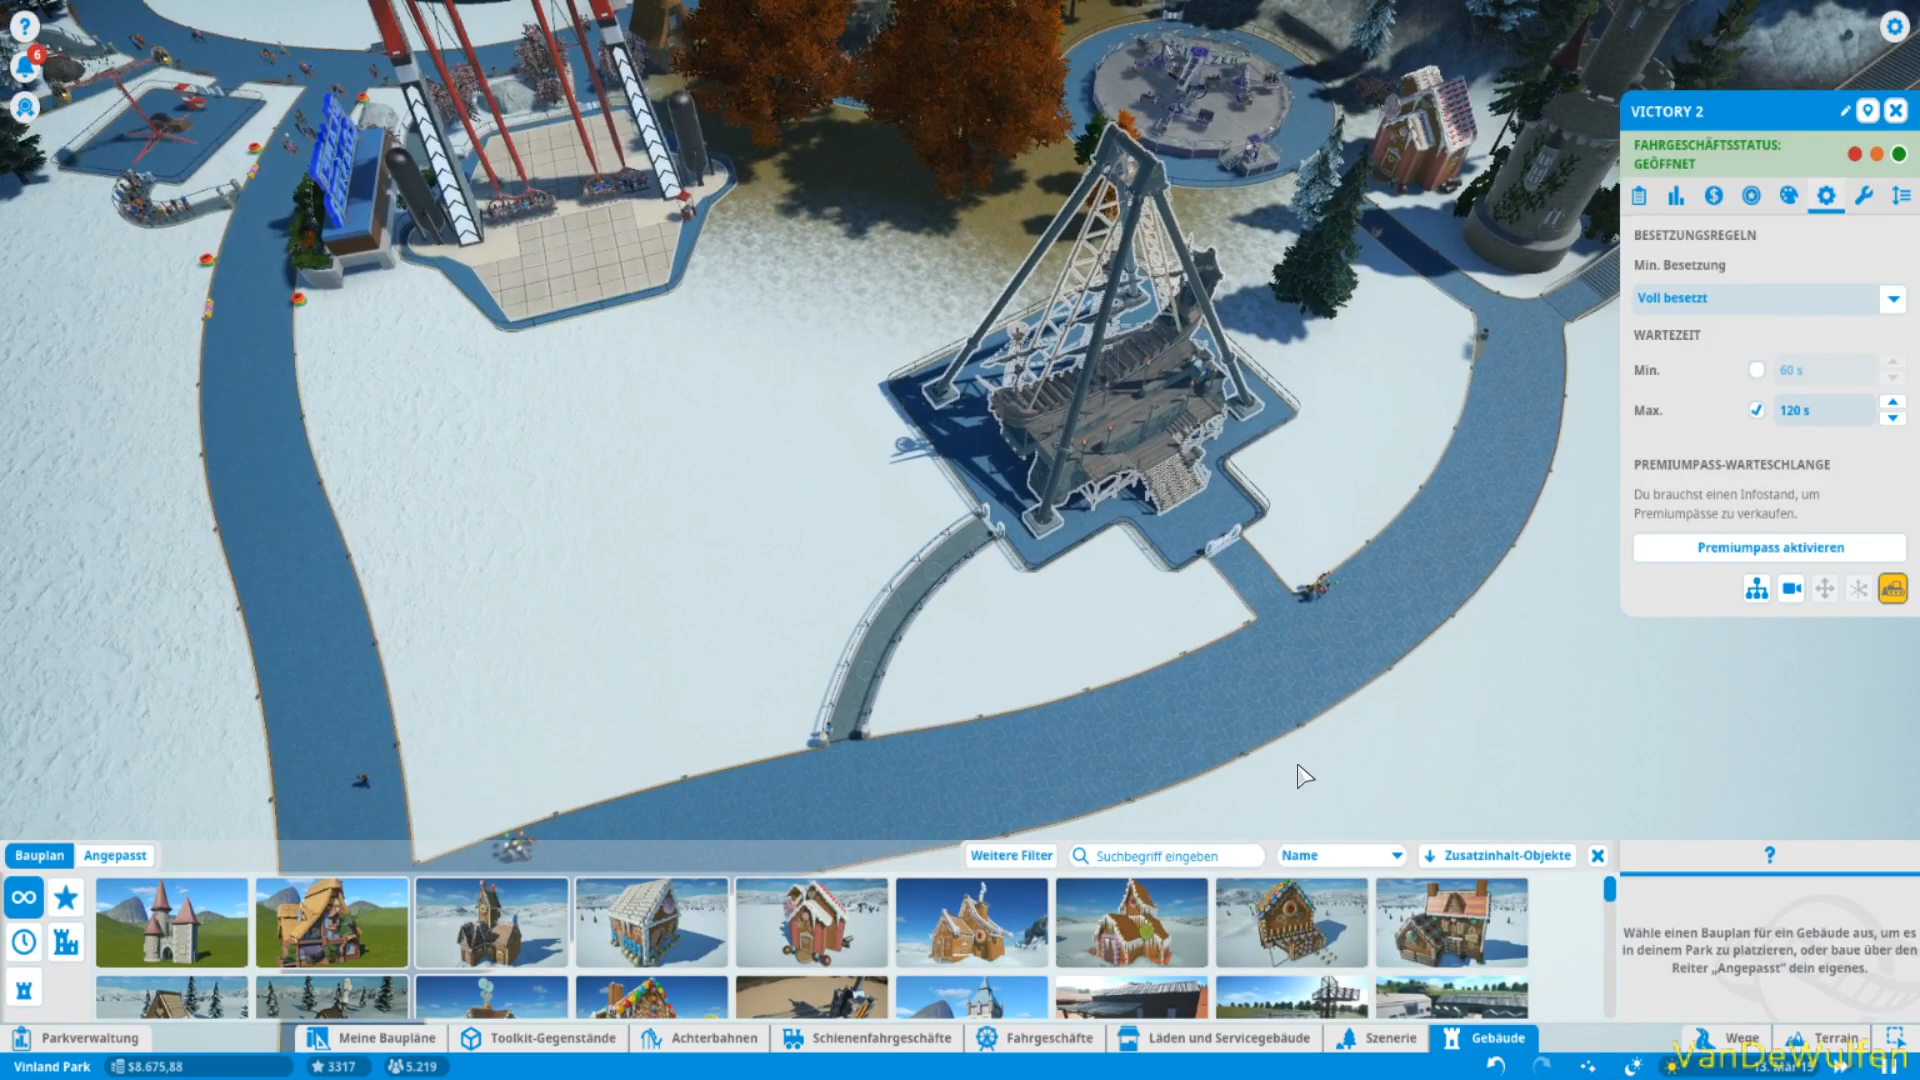 6
VICTORY 2
FAHRGESCHÄFTSSTATUS:
GEÖFFNET
BESETZUNGSREGELN
Min. Besetzung
Voll besetzt
WARTEZEIT
Min.
60 s
Max.
120 s
PREMIUMPASS-WARTESCHLANGE
Du brauchst einen Infostand, um
Premiumpässe zu verkaufen.
Premiumpass aktivieren
Bauplan
Angepasst
Weitere Filter
Suchbegriff eingeben
Name
Zusatzinhalt-Objekte
?
Wähle einen Bauplan für ein Gebäude aus, um es
in deinem Park zu platzieren, oder baue über den
Reiter „Angepasst" dein eigenes.
Parkverwaltung
Meine Baupläne
Toolkit-Gegenstände
Achterbahnen
Schienenfahrgeschäfte
Fahrgeschäfte
Läden und Servicegebäude
Szenerie
Gebäude
Wege
Terrain
Vinland Park
$8.675,88
3317
5.219
VanDeWulfen